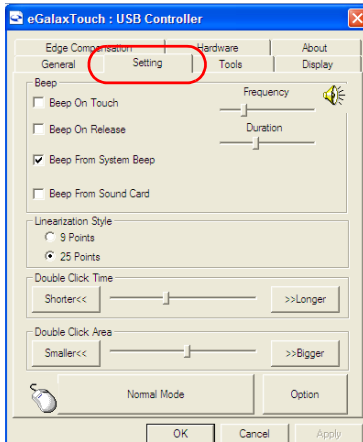 eGalaxTouch : USB Controller
Edge Compensation Hardware About
General Setting Tools Display
Beep
Beep On Touch
Frequency
Beep On Release
Duration
Beep From System Beep
Beep From Sound Card
Linearization Style
9 Points
25 Points
Double Click Time
Shorter<< >>Longer
Double Click Area
Smaller<< >>Bigger
Normal Mode Option
OK Cancel Apply